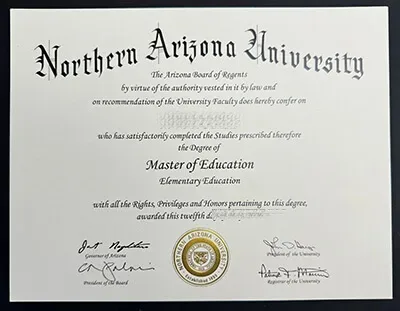 Northern Arizona University
The Arizona Board of Regents
by virtue of the authority vested in it by law and
on recommendation of the University Faculty does hereby confer on
who has satisfactorily completed the Studies prescribed therefore
the Degree of
Master of Education
Elementary Education
with all the Rights, Privileges and Honors pertaining to this degree,
awarded this twelfth
Governor of Arizona
President of the Board
NORTHERN ARIZONA UNIVERSITY
President of the University
Registrar of the University